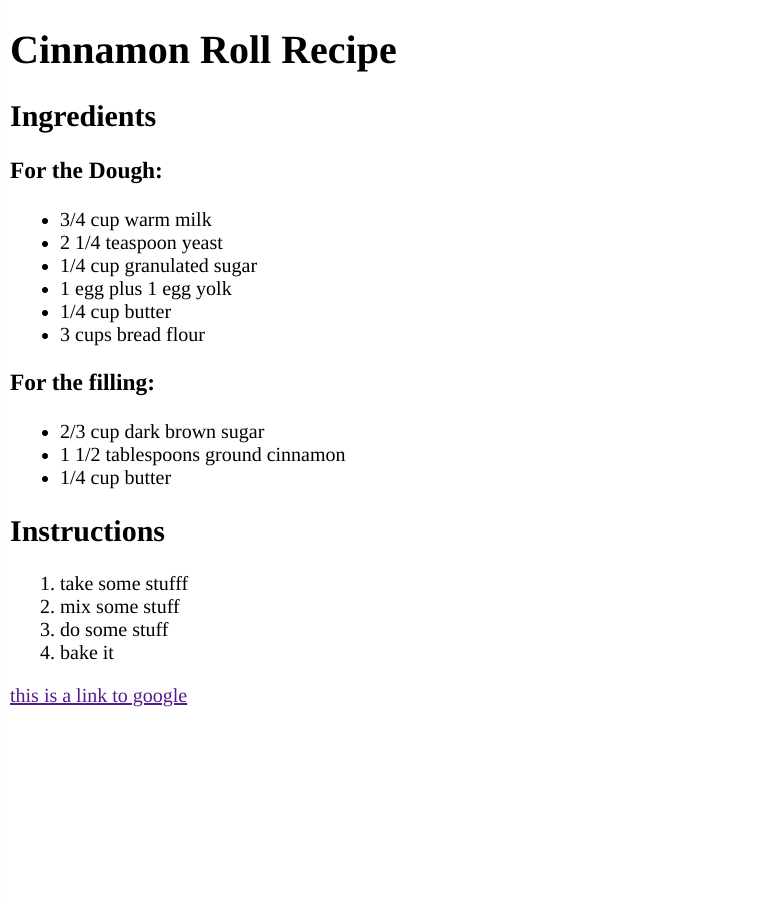 Cinnamon Roll Recipe
Ingredients
For the Dough:
• 3/4 cup warm milk
• 2 1/4 teaspoon yeast
• 1/4 cup granulated sugar
• 1 egg plus 1 egg yolk
• 1/4 cup butter
• 3 cups bread flour
For the filling:
• 2/3 cup dark brown sugar
• 1 1/2 tablespoons ground cinnamon
• 1/4 cup butter
Instructions
1. take some stufff
2. mix some stuff
3. do some stuff
4. bake it
this is a link to google